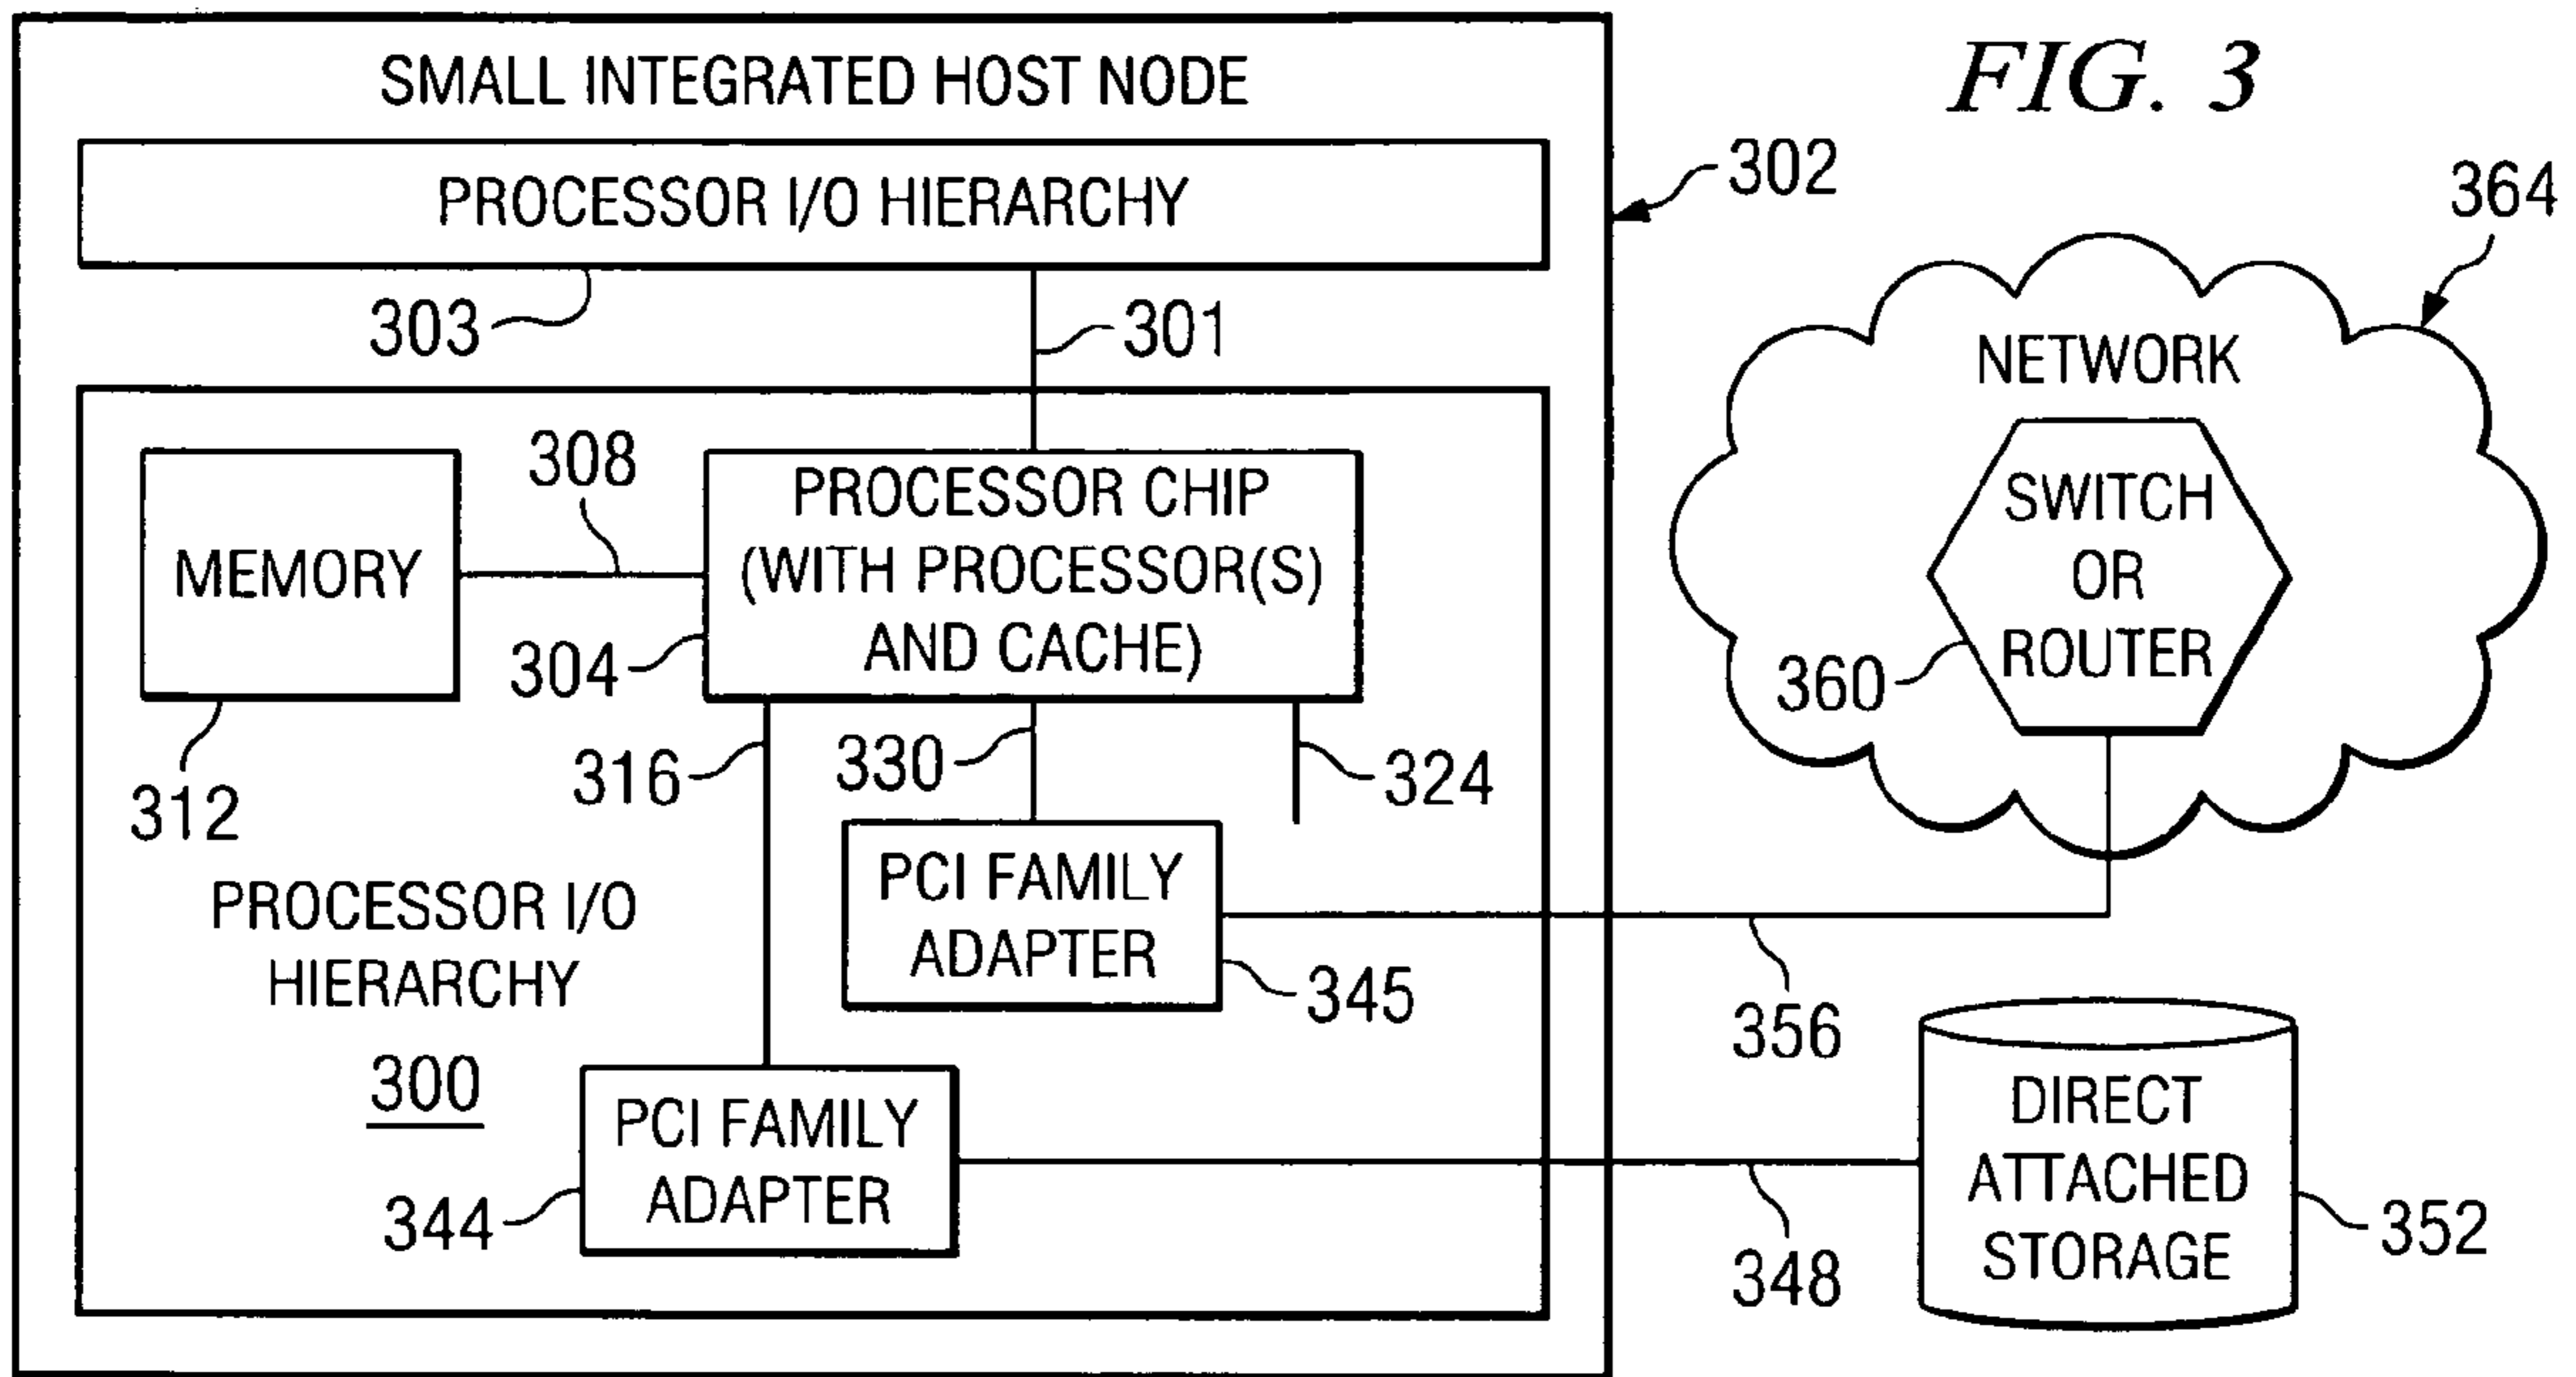 FIG. 3
SMALL INTEGRATED HOST NODE
PROCESSOR I/O HIERARCHY
302
303
301
364
NETWORK
SWITCH
OR
ROUTER
360
MEMORY
312
308
PROCESSOR CHIP
(WITH PROCESSOR(S)
AND CACHE)
304
316
330
324
PROCESSOR I/O
HIERARCHY
300
PCI FAMILY
ADAPTER
345
356
PCI FAMILY
ADAPTER
344
348
DIRECT
ATTACHED
STORAGE
352